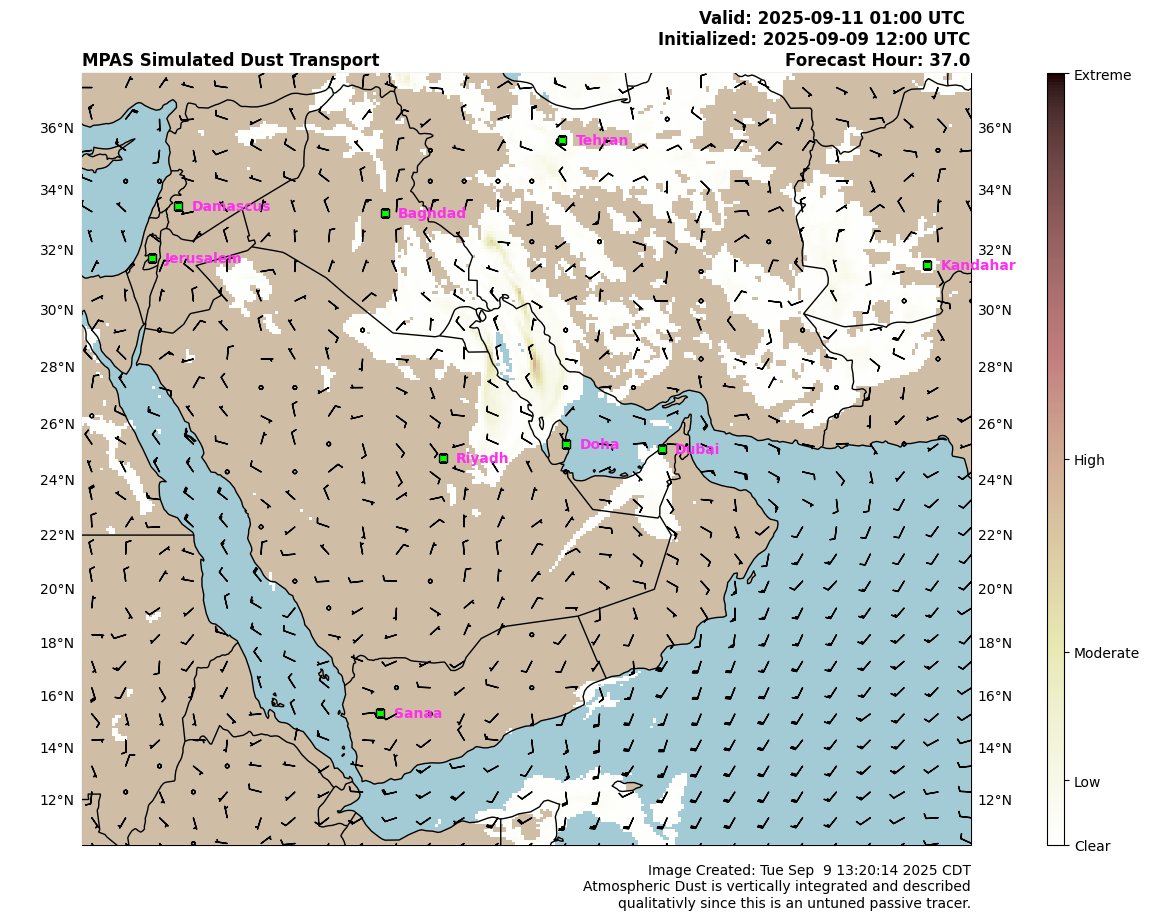 Valid: 2025-09-11 01:00 UTC
Initialized: 2025-09-09 12:00 UTC
MPAS Simulated Dust Transport Forecast Hour: 37.0
Extreme
36°N 36°N
Tehran
34°N 34°N
Damascus
Baghdad
32°N 32°N
Jerusalem
Kandahar
30°N 30°N
28°N 28°N
26°N 26°N
Doha
Dubai
Riyadh
High
24°N 24°N
22°N 22°N
20°N 20°N
18°N 18°N
Moderate
16°N 16°N
Sanaa
14°N 14°N
Low
12°N 12°N
Clear
Image Created: Tue Sep  9 13:20:14 2025 CDT
Atmospheric Dust is vertically integrated and described
qualitativly since this is an untuned passive tracer.